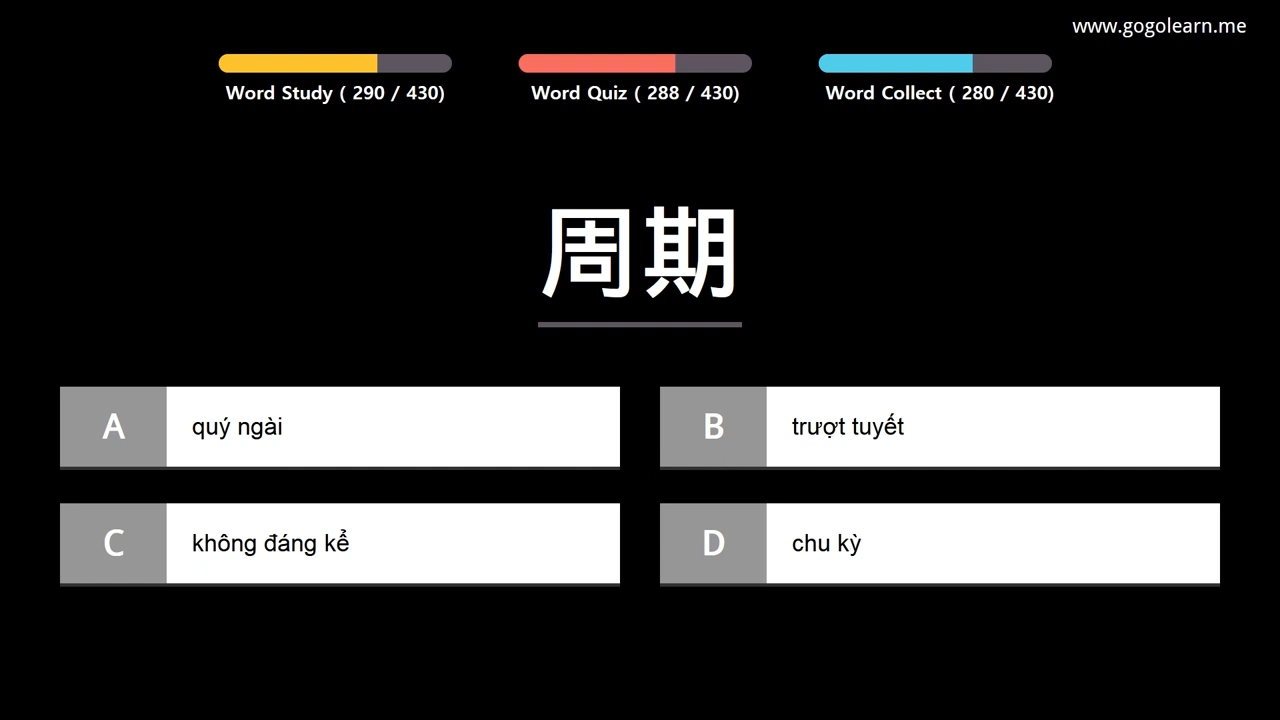 www.gogolearn.me
Word Study ( 290 / 430)
Word Quiz ( 288 / 430)
Word Collect ( 280 / 430)
周期
A
quý ngài
B
trượt tuyết
C
không đáng kể
D
chu kỳ